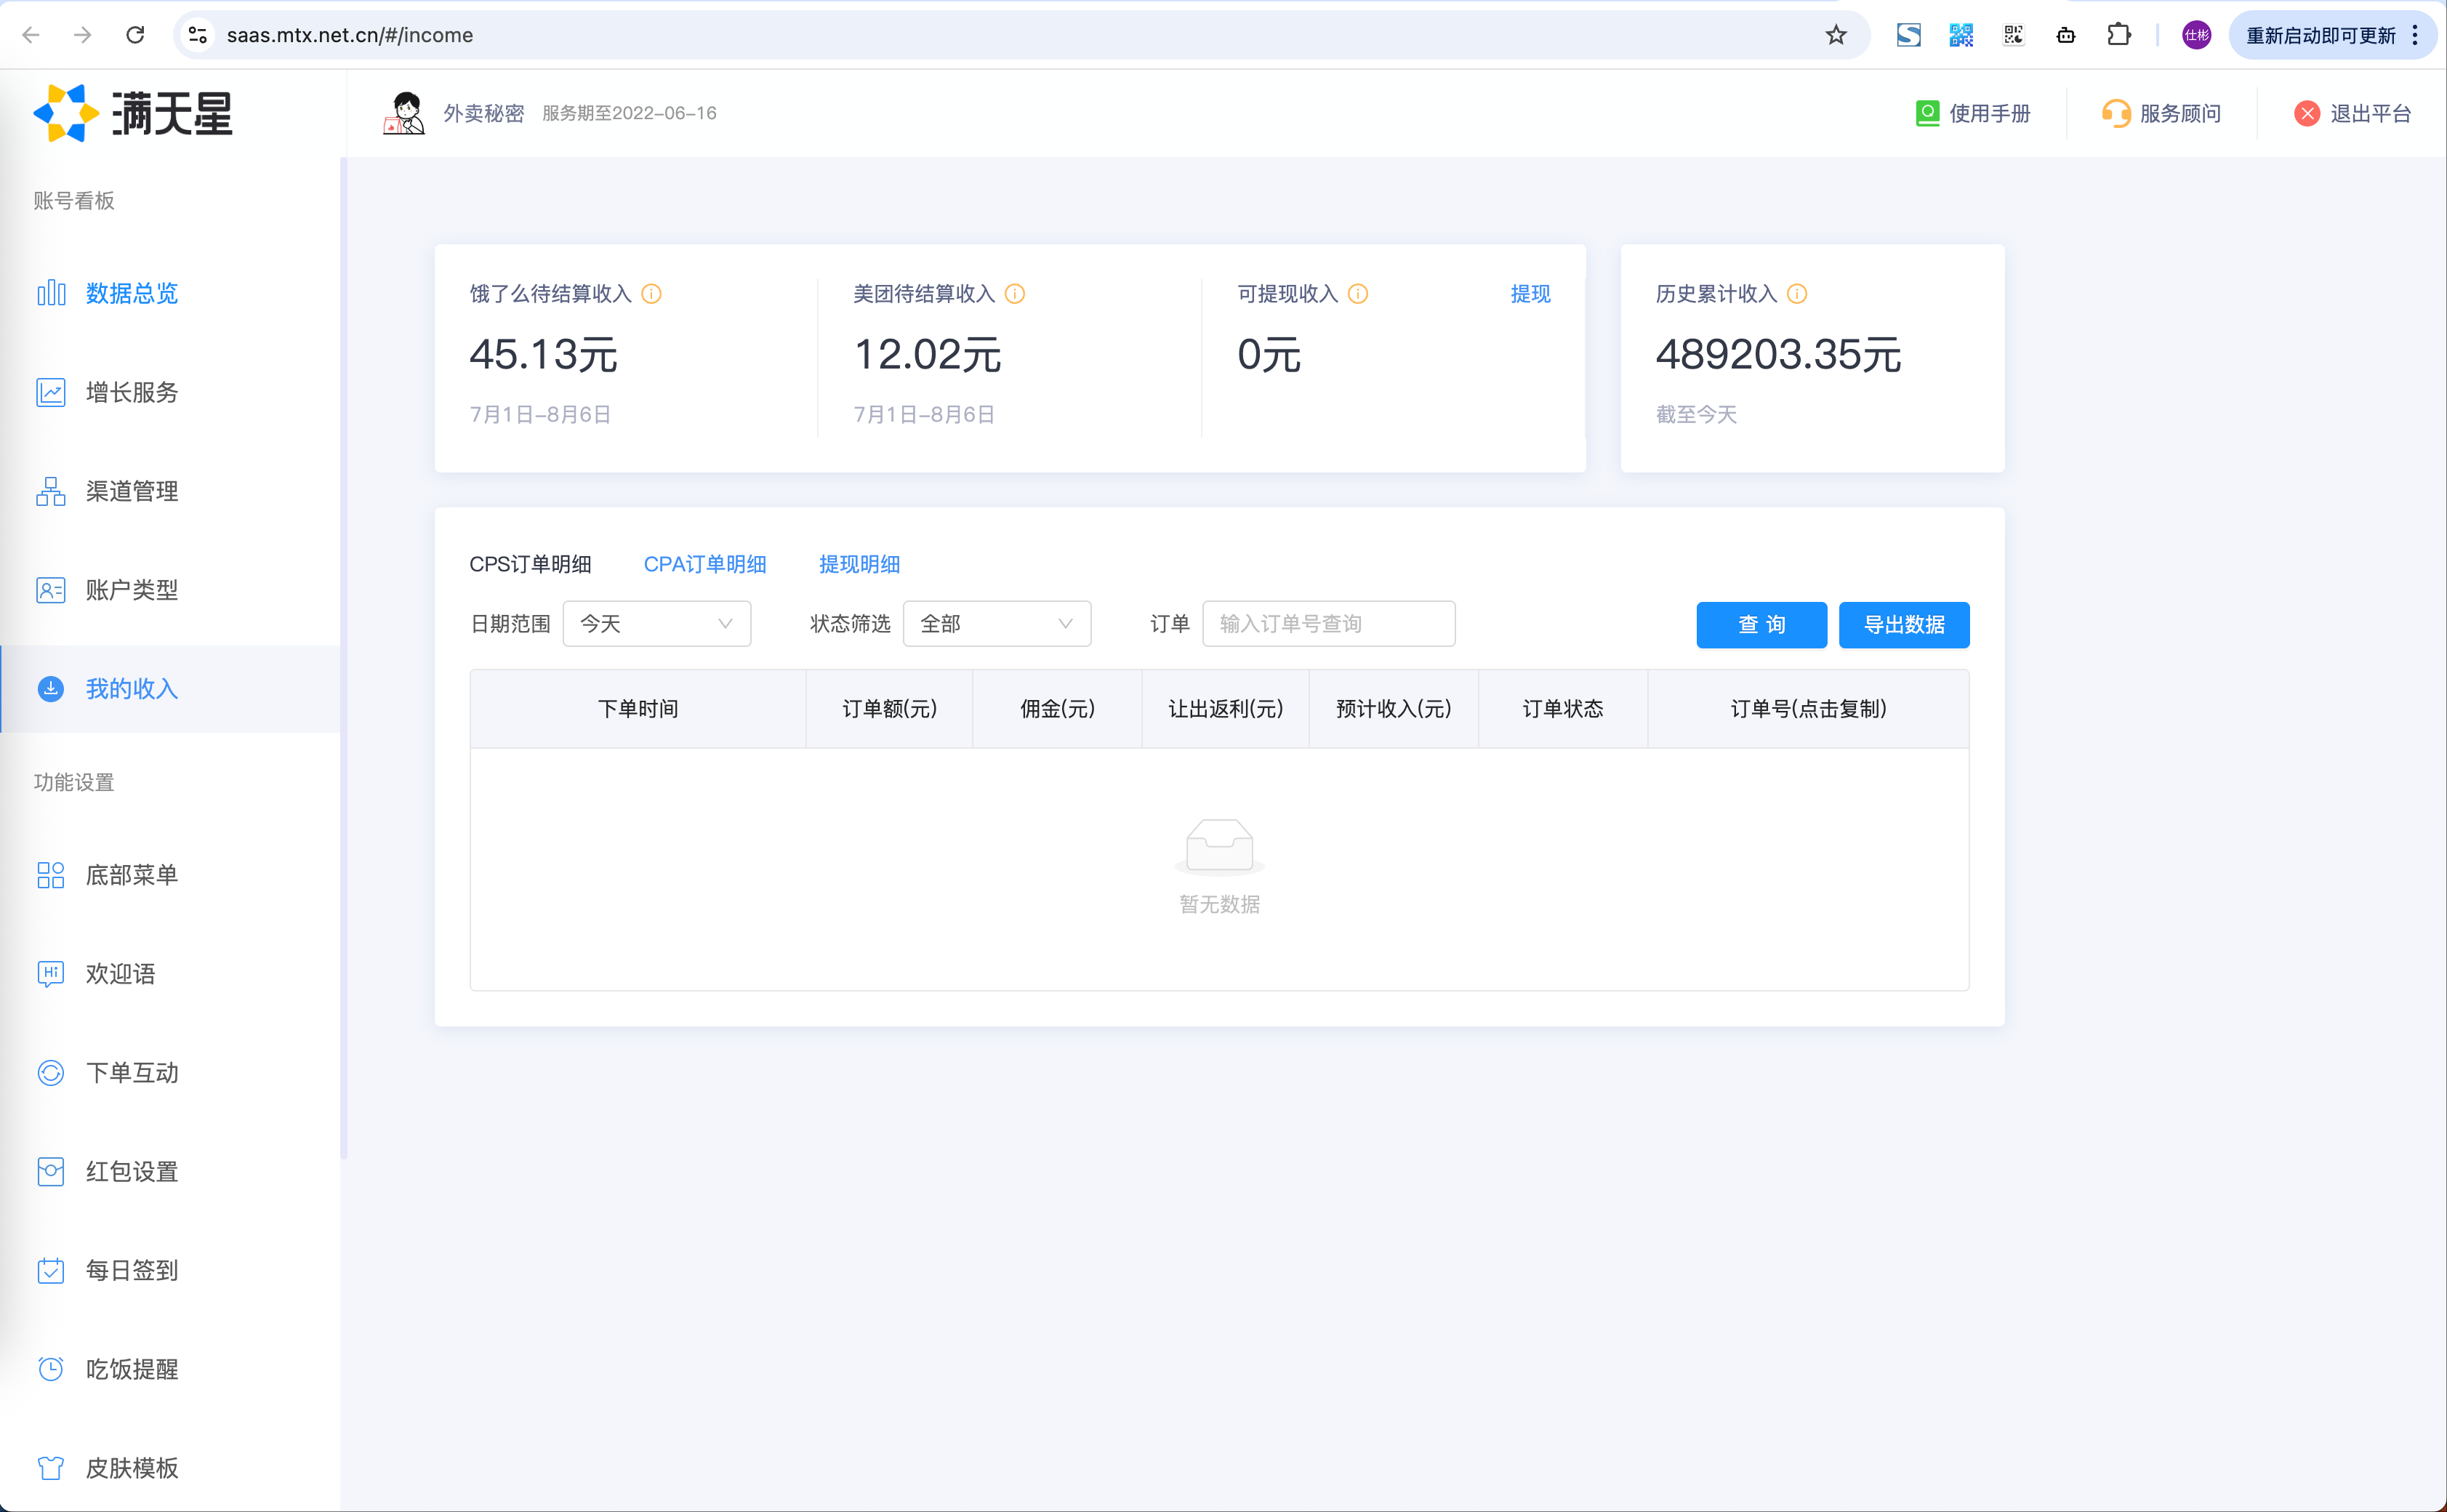 saas.mtx.net.cn/#/income
仕彬
重新启动即可更新
满天星
外卖秘密 服务期至2022-06-16
使用手册
服务顾问
退出平台
账号看板
数据总览
增长服务
渠道管理
账户类型
我的收入
功能设置
底部菜单
Hi 欢迎语
下单互动
红包设置
每日签到
吃饭提醒
皮肤模板
饿了么待结算收入
45.13元
7月1日-8月6日
美团待结算收入
12.02元
7月1日-8月6日
可提现收入 提现
0元
历史累计收入
489203.35元
截至今天
CPS订单明细 CPA订单明细 提现明细
日期范围 今天 状态筛选 全部 订单 输入订单号查询 查 询 导出数据
下单时间 订单额(元) 佣金(元) 让出返利(元) 预计收入(元) 订单状态 订单号(点击复制)
暂无数据